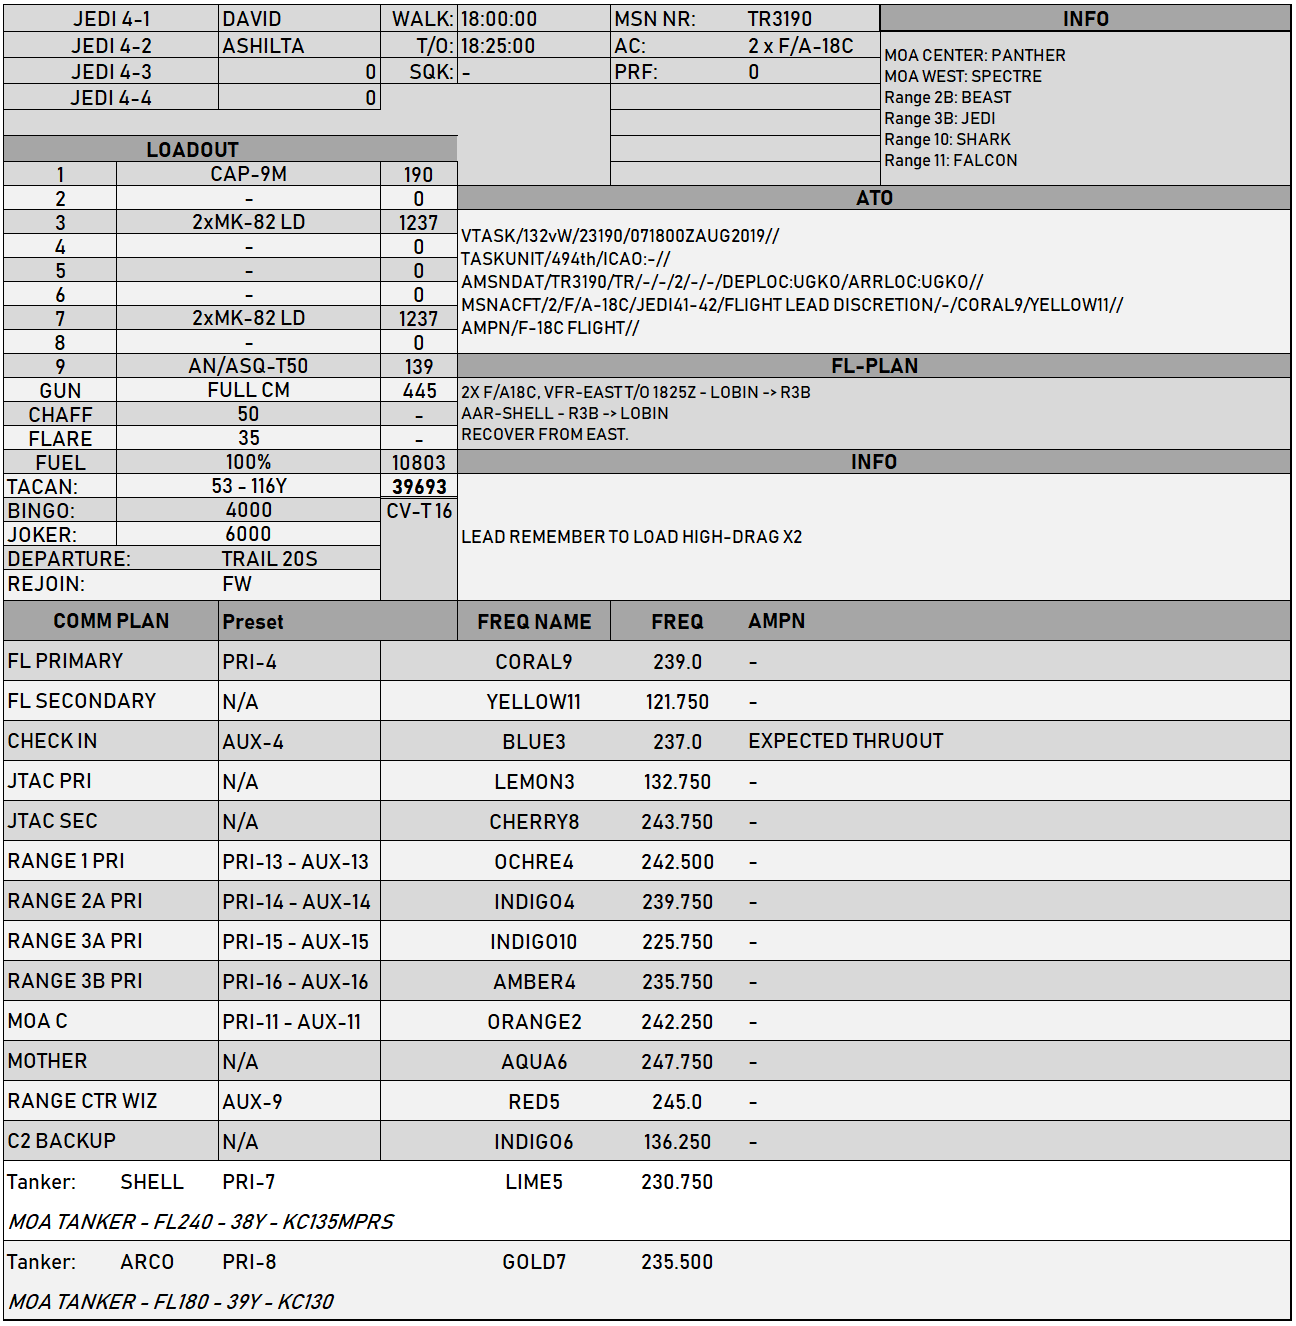 JEDI 4-1 DAVID WALK: 18:00:00 MSN NR: TR3190 INFO
JEDI 4-2 ASHILTA T/O: 18:25:00 AC: 2 x F/A-18C
JEDI 4-3 0 SQK: - PRF: 0
JEDI 4-4 0
MOA CENTER: PANTHER
MOA WEST: SPECTRE
Range 2B: BEAST
Range 3B: JEDI
Range 10: SHARK
Range 11: FALCON
LOADOUT
1 CAP-9M 190
2 - 0
3 2xMK-82 LD 1237
4 - 0
5 - 0
6 - 0
7 2xMK-82 LD 1237
8 - 0
9 AN/ASQ-T50 139
GUN FULL CM 445
CHAFF 50 -
FLARE 35 -
FUEL 100% 10803
TACAN: 53 - 116Y 39693
BINGO: 4000 CV-T 16
JOKER: 6000
DEPARTURE: TRAIL 20S
REJOIN: FW
ATO
VTASK/132vW/23190/071800ZAUG2019//
TASKUNIT/494th/ICAO:-//
AMSNDAT/TR3190/TR/-/-/2/-/-/DEPLOC:UGKO/ARRLOC:UGKO//
MSNACFT/2/F/A-18C/JEDI41-42/FLIGHT LEAD DISCRETION/-/CORAL9/YELLOW11//
AMPN/F-18C FLIGHT//
FL-PLAN
2X F/A18C, VFR-EAST T/O 1825Z - LOBIN -> R3B
AAR-SHELL - R3B -> LOBIN
RECOVER FROM EAST.
INFO
LEAD REMEMBER TO LOAD HIGH-DRAG X2
COMM PLAN Preset FREQ NAME FREQ AMPN
FL PRIMARY PRI-4 CORAL9 239.0 -
FL SECONDARY N/A YELLOW11 121.750 -
CHECK IN AUX-4 BLUE3 237.0 EXPECTED THRUOUT
JTAC PRI N/A LEMON3 132.750 -
JTAC SEC N/A CHERRY8 243.750 -
RANGE 1 PRI PRI-13 - AUX-13 OCHRE4 242.500 -
RANGE 2A PRI PRI-14 - AUX-14 INDIGO4 239.750 -
RANGE 3A PRI PRI-15 - AUX-15 INDIGO10 225.750 -
RANGE 3B PRI PRI-16 - AUX-16 AMBER4 235.750 -
MOA C PRI-11 - AUX-11 ORANGE2 242.250 -
MOTHER N/A AQUA6 247.750 -
RANGE CTR WIZ AUX-9 RED5 245.0 -
C2 BACKUP N/A INDIGO6 136.250 -
Tanker: SHELL PRI-7 LIME5 230.750
MOA TANKER - FL240 - 38Y - KC135MPRS
Tanker: ARCO PRI-8 GOLD7 235.500
MOA TANKER - FL180 - 39Y - KC130